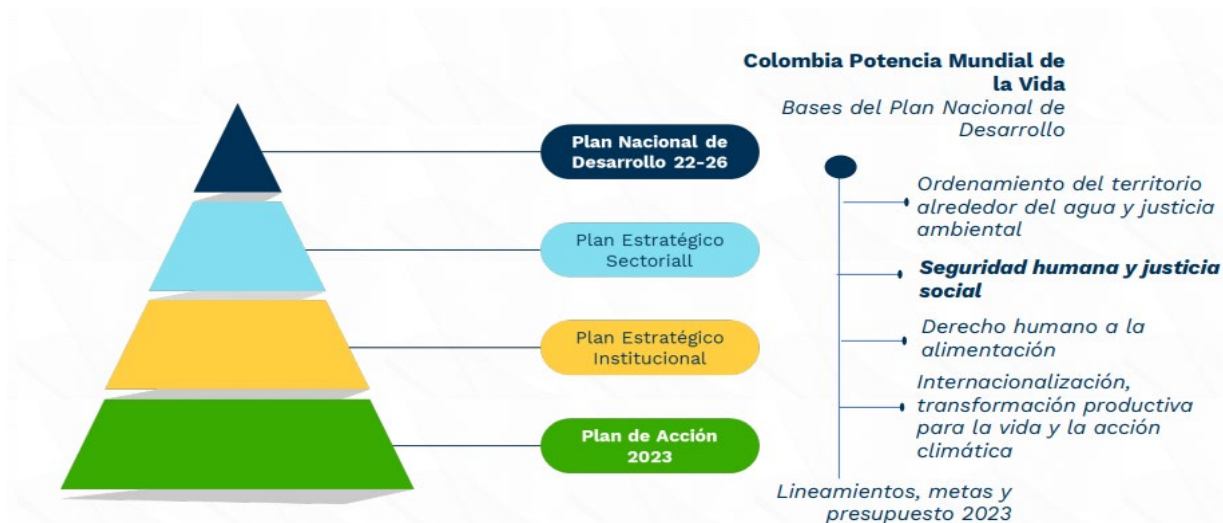 Plan Nacional de
Desarrollo 22-26
Plan Estratégico
Sectoriall
Plan Estratégico
Institucional
Plan de Acción
2023
Colombia Potencia Mundial de
la Vida
Bases del Plan Nacional de
Desarrollo
Ordenamiento del territorio
alrededor del agua y justicia
ambiental
Seguridad humana y justicia
social
Derecho humano a la
alimentación
Internacionalización,
transformación productiva
para la vida y la acción
climática
Lineamientos, metas y
presupuesto 2023